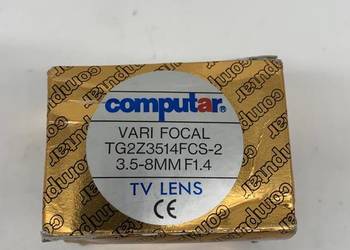 computar
VARI FOCAL
TG2Z3514FCS-2
3.5-8MM F1.4
TV LENS
CE